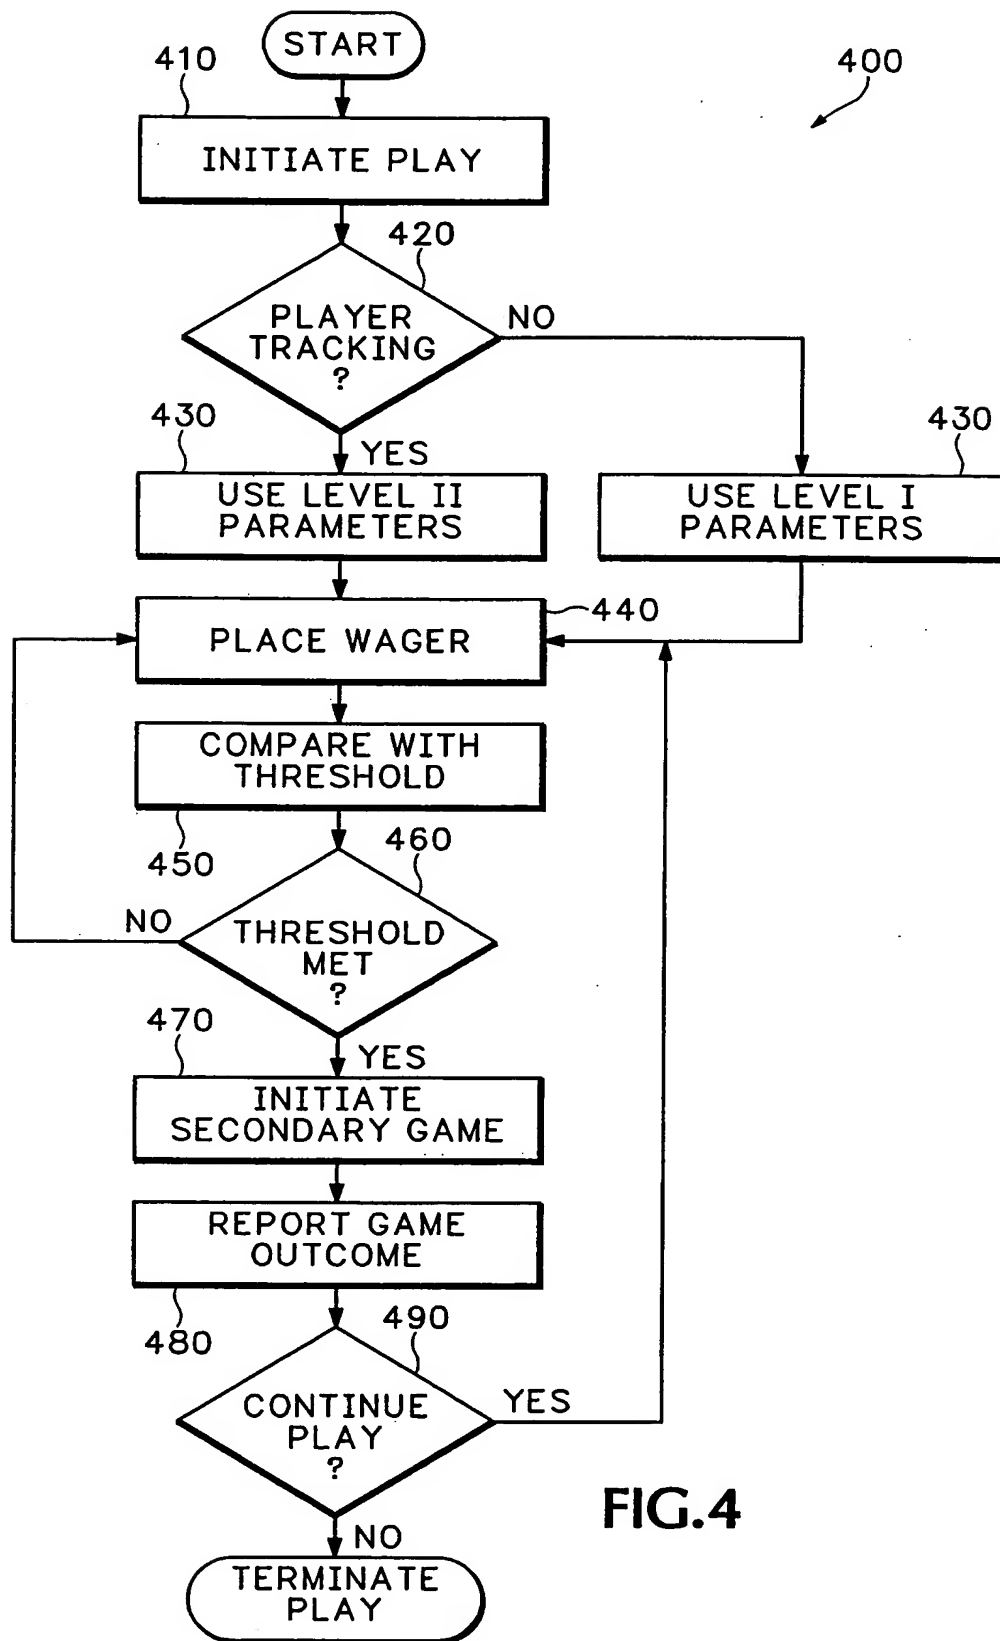 START
410
400
INITIATE PLAY
420
PLAYER
TRACKING
?
NO
430
YES
430
USE LEVEL II
PARAMETERS
USE LEVEL I
PARAMETERS
440
PLACE WAGER
COMPARE WITH
THRESHOLD
450
460
NO
THRESHOLD
MET
?
470
YES
INITIATE
SECONDARY GAME
REPORT GAME
OUTCOME
480
490
CONTINUE
PLAY
?
YES
FIG.4
NO
TERMINATE
PLAY